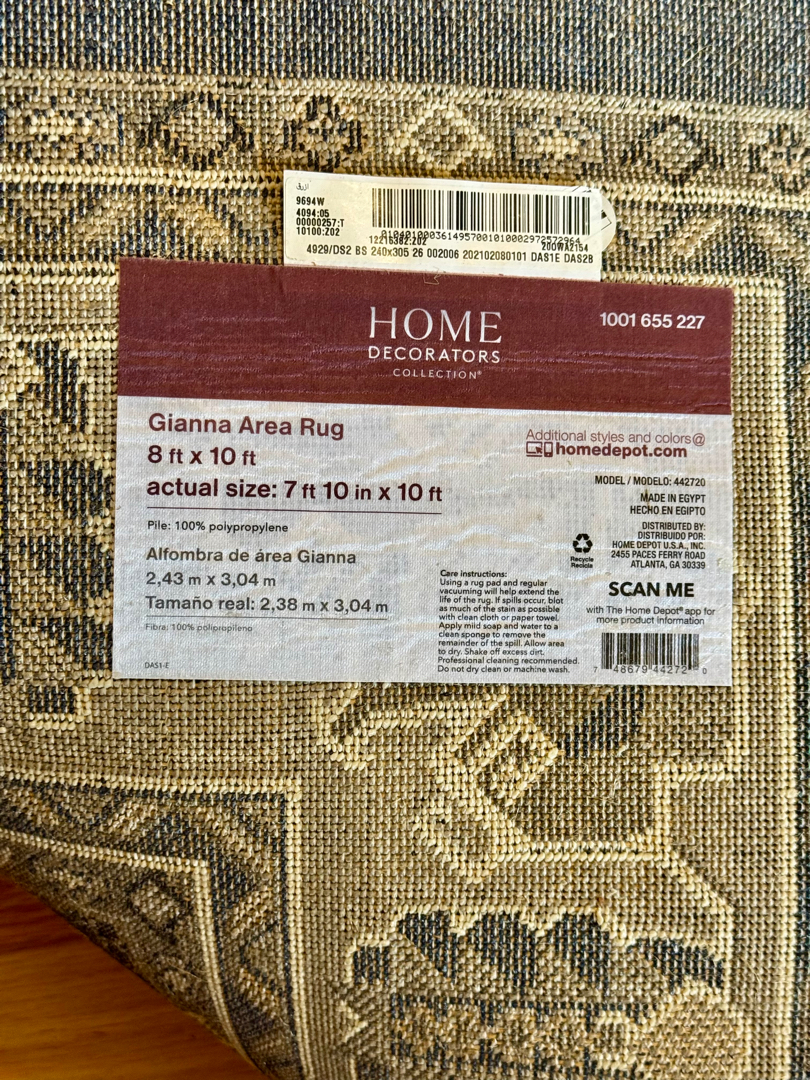 9694W
4094:05
00000257:T
10100:Z02
12216382:Z02
4929/DS2 BS 240x305 26 002006 202102080101 DAS1E DAS2B
HOME
DECORATORS
COLLECTION®
1001 655 227
Gianna Area Rug
8 ft x 10 ft
actual size: 7 ft 10 in x 10 ft
Pile: 100% polypropylene
Alfombra de área Gianna
2,43 m x 3,04 m
Tamaño real: 2,38 m x 3,04 m
Fibra: 100% polipropileno
DAS1-E
Additional styles and colors@
homedepot.com
MODEL / MODELO: 442720
MADE IN EGYPT
HECHO EN EGIPTO
DISTRIBUTED BY:
DISTRIBUIDO POR:
HOME DEPOT U.S.A., INC.
2455 PACES FERRY ROAD
ATLANTA, GA 30339
Recycle
Recicla
Care instructions:
Using a rug pad and regular
vacuuming will help extend the
life of the rug. If spills occur, blot
as much of the stain as possible
with clean cloth or paper towel.
Apply mild soap and water to a
clean sponge to remove the
remainder of the spill. Allow area
to dry. Shake off excess dirt.
Professional cleaning recommended.
Do not dry clean or machine wash.
SCAN ME
with The Home Depot® app for
more product information
7 48679 44272 0